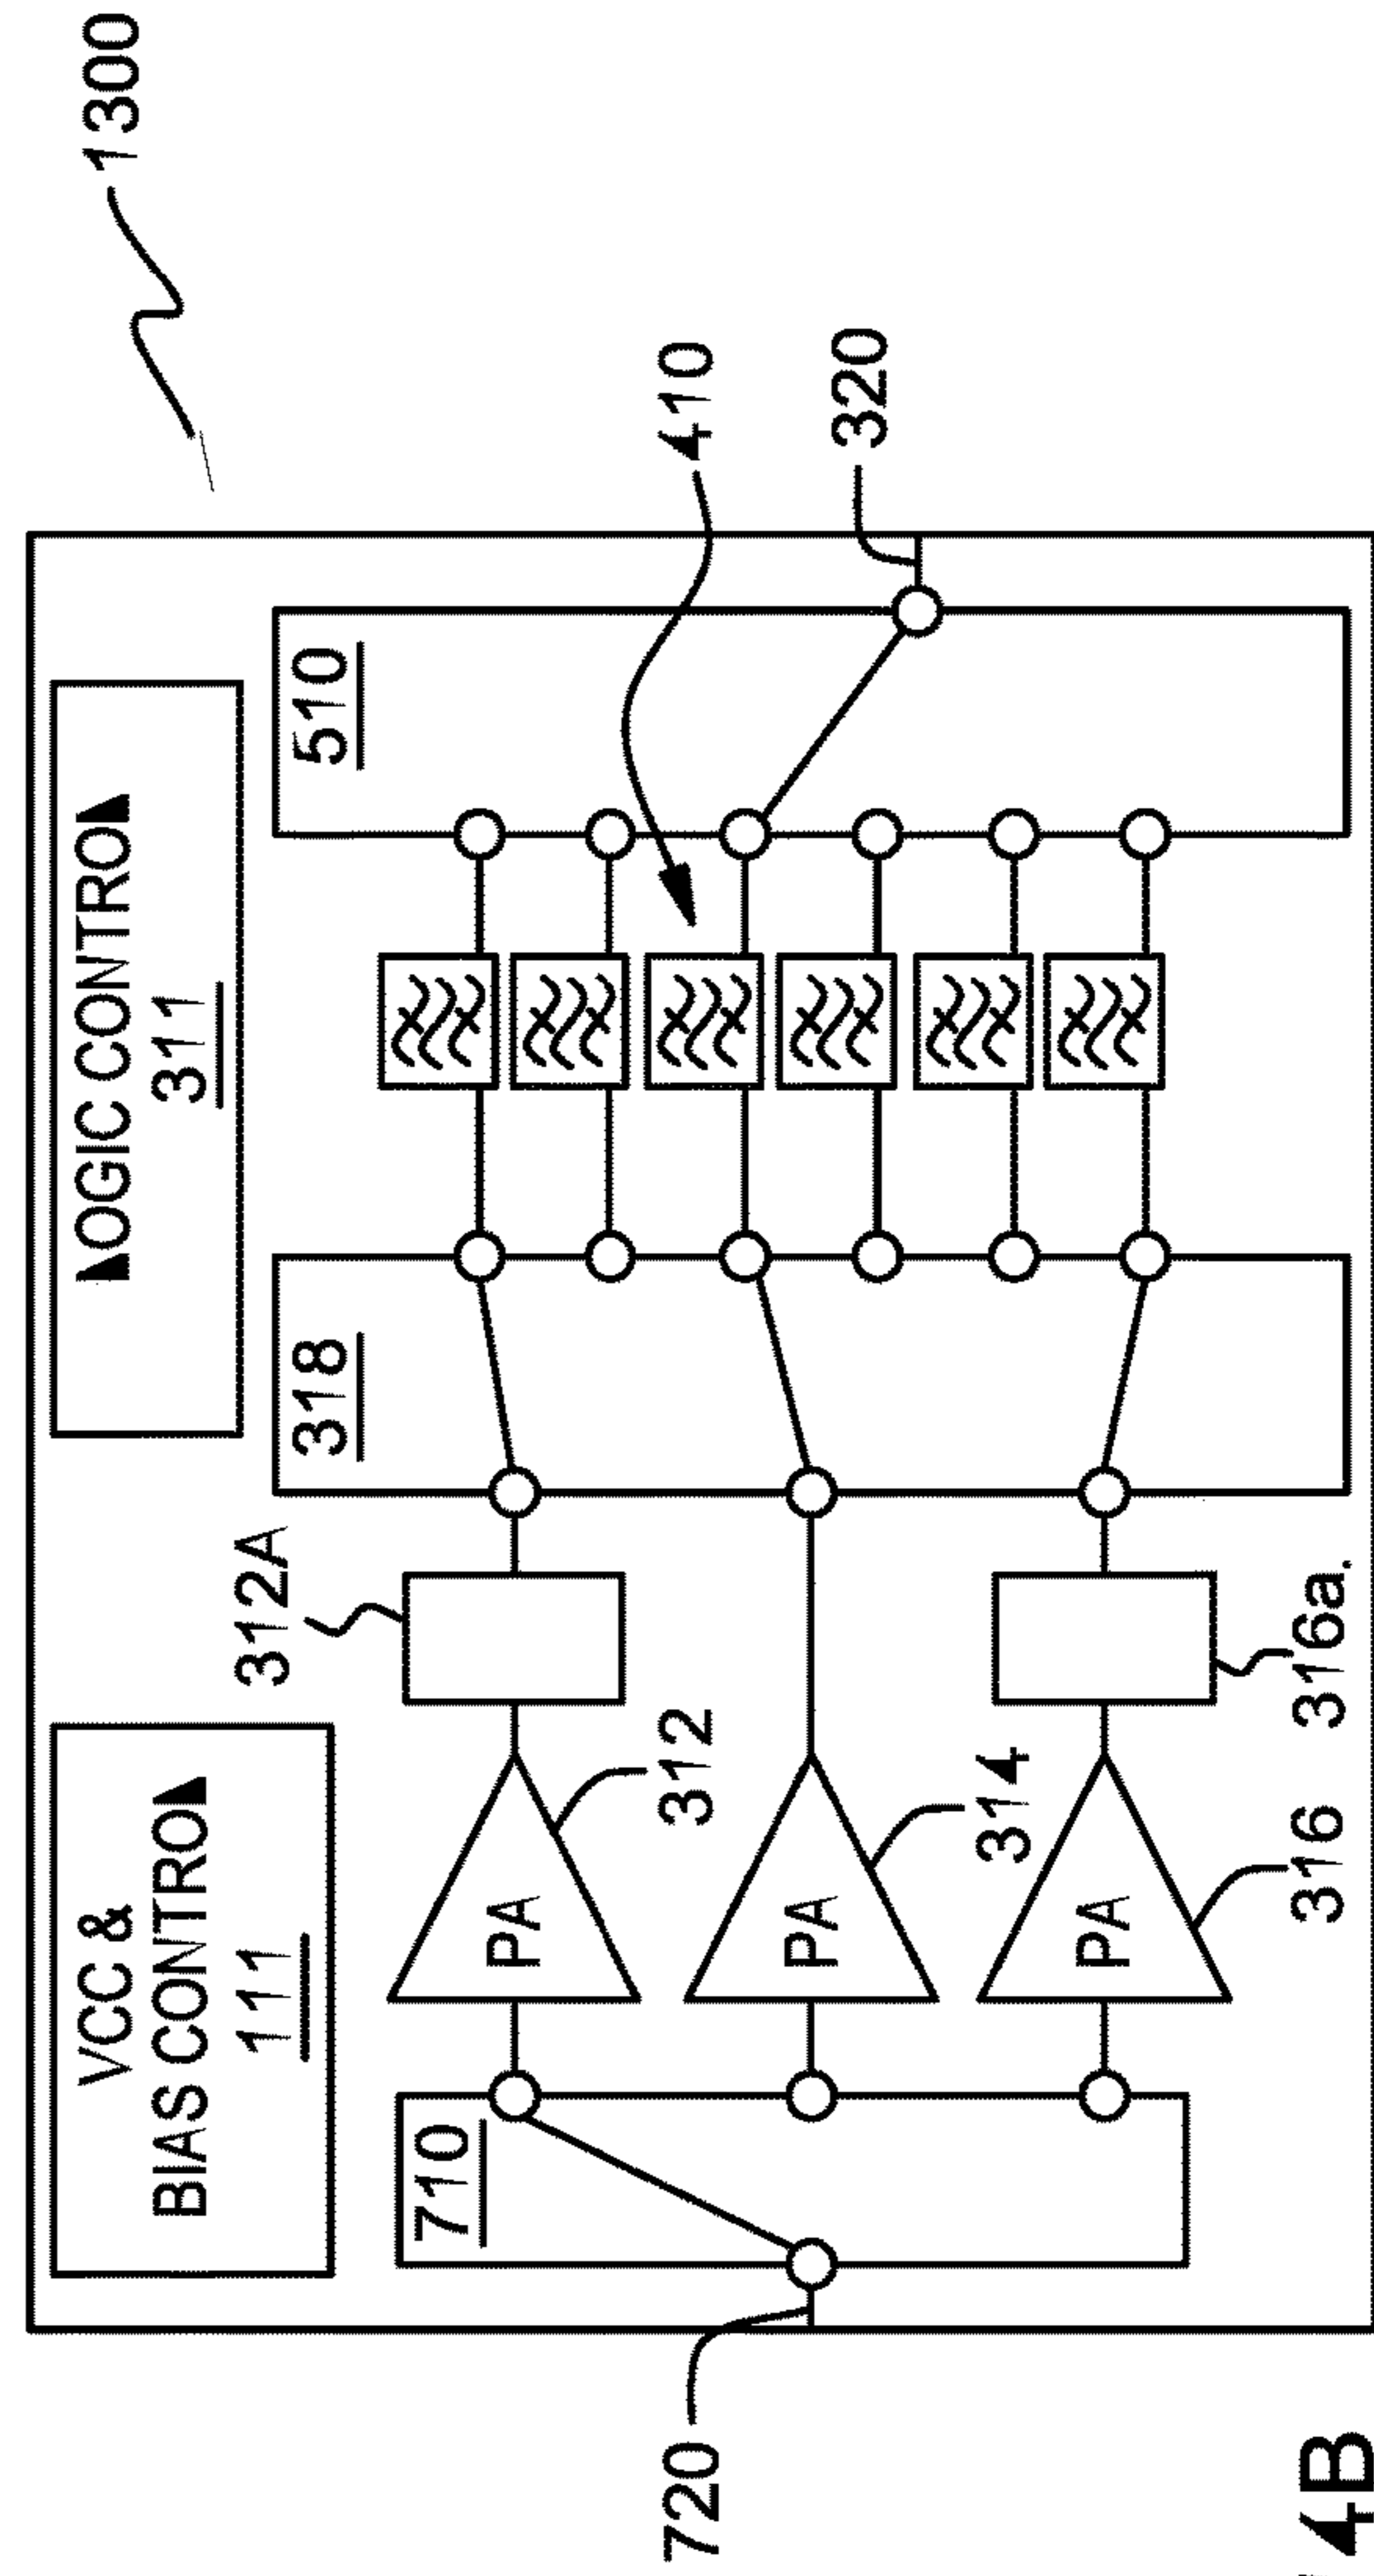 1300
VCC &
BIAS CONTROL
111
LOGIC CONTROL
311
312A
710
318
510
PA
312
410
720
PA
314
320
PA
316
316a.
4B